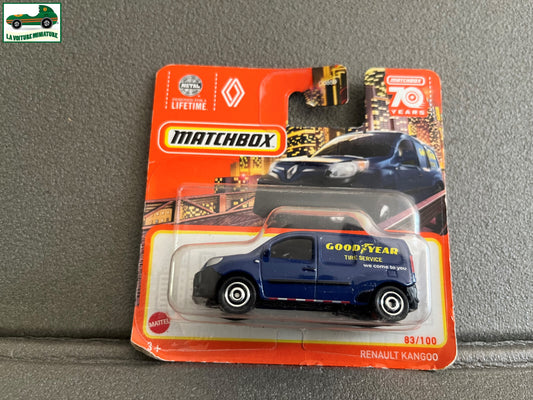 LA VOITURE MINIATURE
METAL
LIFETIME
MATCHBOX
MATCHBOX
70
YEARS
GOODYEAR
TIRE SERVICE
we come to you
MATTEL
3+
83/100
RENAULT KANGOO